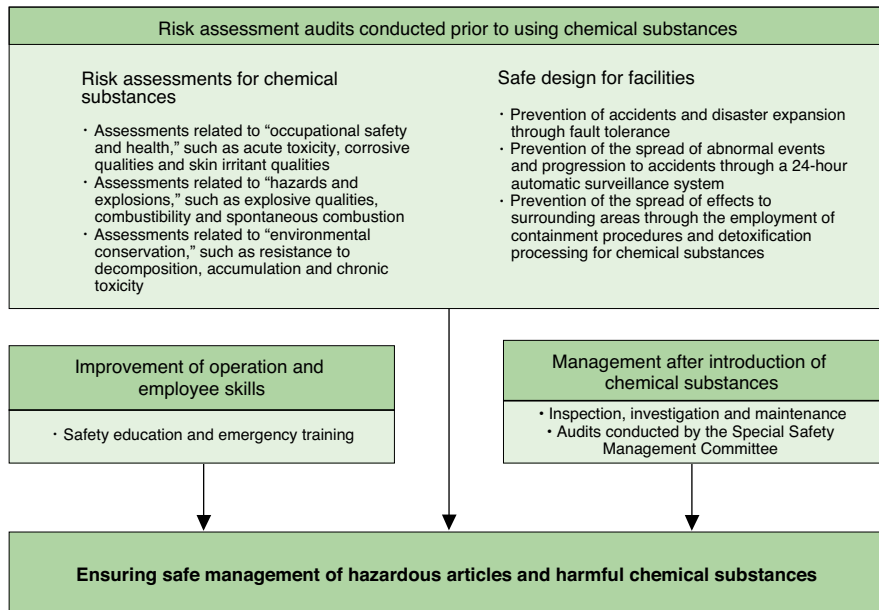 Risk assessment audits conducted prior to using chemical substances
Risk assessments for chemical
substances
・Assessments related to “occupational safety
and health,” such as acute toxicity, corrosive
qualities and skin irritant qualities
・Assessments related to “hazards and
explosions,” such as explosive qualities,
combustibility and spontaneous combustion
・Assessments related to “environmental
conservation,” such as resistance to
decomposition, accumulation and chronic
toxicity
Safe design for facilities
・Prevention of accidents and disaster expansion
through fault tolerance
・Prevention of the spread of abnormal events
and progression to accidents through a 24-hour
automatic surveillance system
・Prevention of the spread of effects to
surrounding areas through the employment of
containment procedures and detoxification
processing for chemical substances
Improvement of operation and
employee skills
・Safety education and emergency training
Management after introduction of
chemical substances
• Inspection, investigation and maintenance
• Audits conducted by the Special Safety
Management Committee
Ensuring safe management of hazardous articles and harmful chemical substances